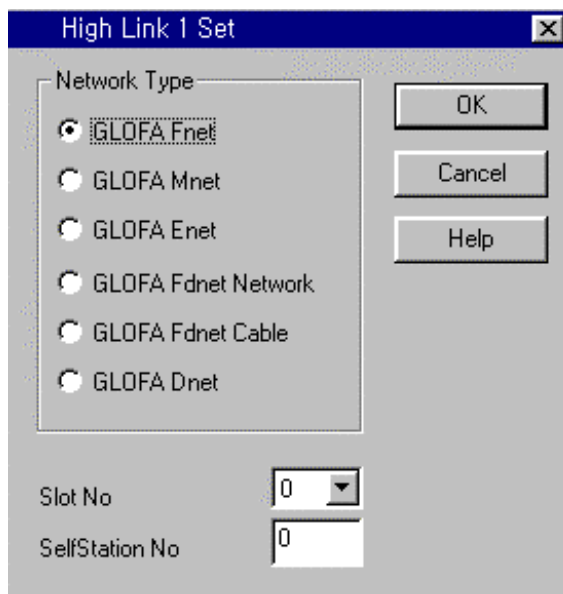 High Link 1 Set
Network Type
GLOFA Fnet
GLOFA Mnet
GLOFA Enet
GLOFA Fdnet Network
GLOFA Fdnet Cable
GLOFA Dnet
OK
Cancel
Help
Slot No
0
SelfStation No
0